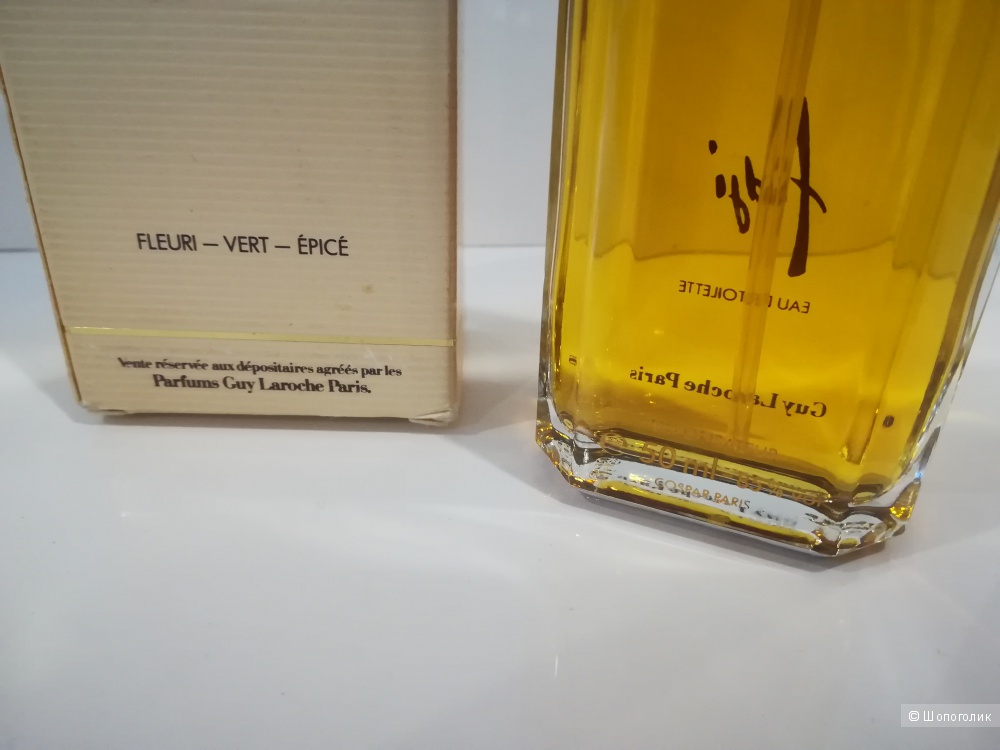 FLEURI – VERT – ÉPICÉ
Vente réservée aux dépositaires agréés par les
Parfums Guy Laroche Paris.
Fidji
EAU DE TOILETTE
Guy Laroche Paris
50 ml
COSPAR PARIS
© Шопоголик